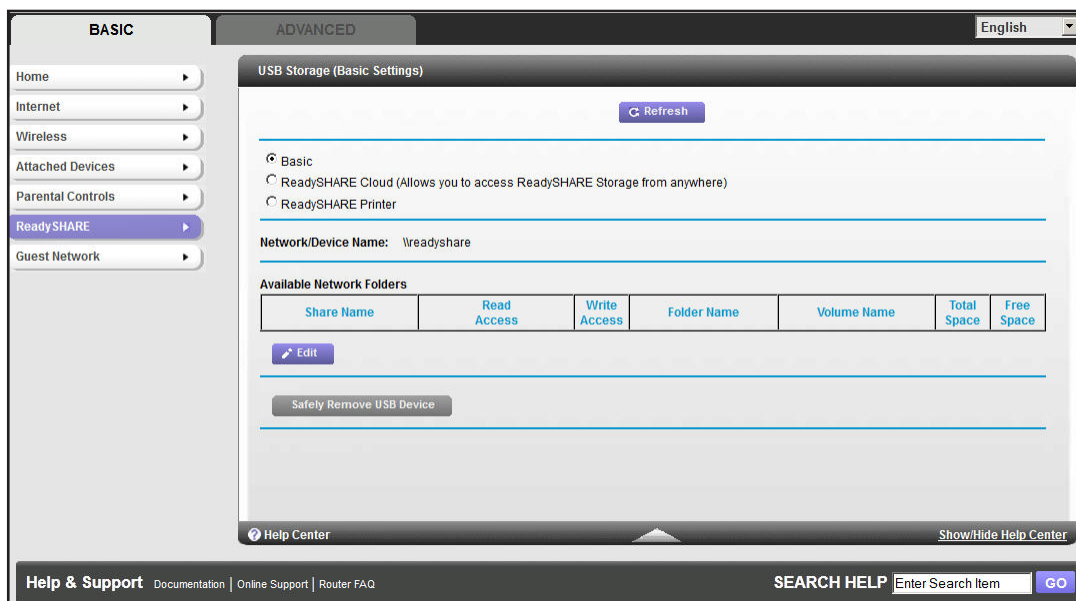 BASIC
ADVANCED
English
Home
Internet
Wireless
Attached Devices
Parental Controls
ReadySHARE
Guest Network
USB Storage (Basic Settings)
Refresh
Basic
ReadySHARE Cloud (Allows you to access ReadySHARE Storage from anywhere)
ReadySHARE Printer
Network/Device Name: \\readyshare
Available Network Folders
Share Name
Read
Access
Write
Access
Folder Name
Volume Name
Total
Space
Free
Space
Edit
Safely Remove USB Device
? Help Center
Show/Hide Help Center
Help & Support Documentation | Online Support | Router FAQ
SEARCH HELP Enter Search Item GO